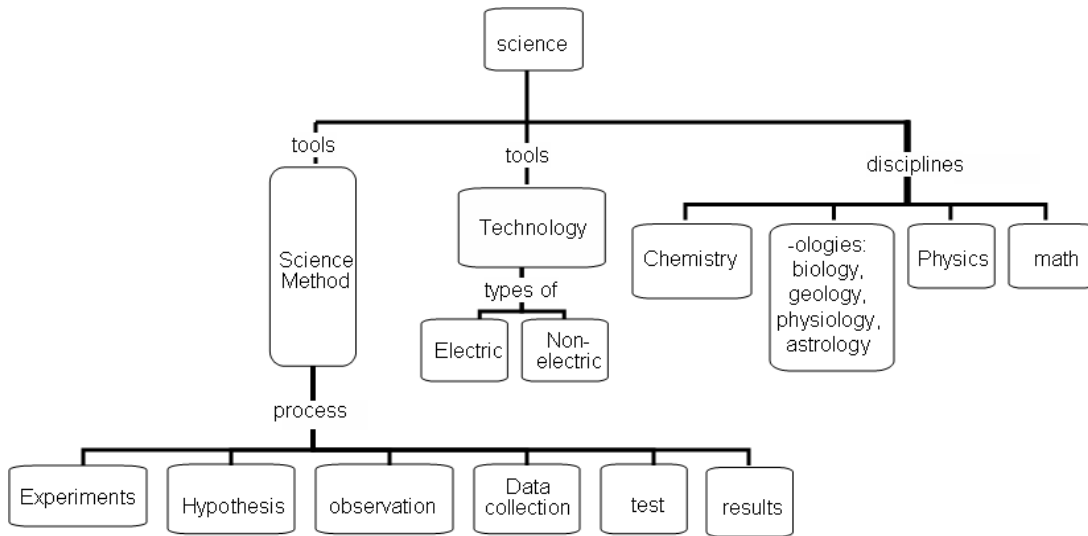 science
tools
tools
disciplines
Science
Method
Technology
Chemistry
-ologies:
biology,
geology,
physiology,
astrology
Physics
math
types of
Electric
Non-
electric
process
Experiments
Hypothesis
observation
Data
collection
test
results